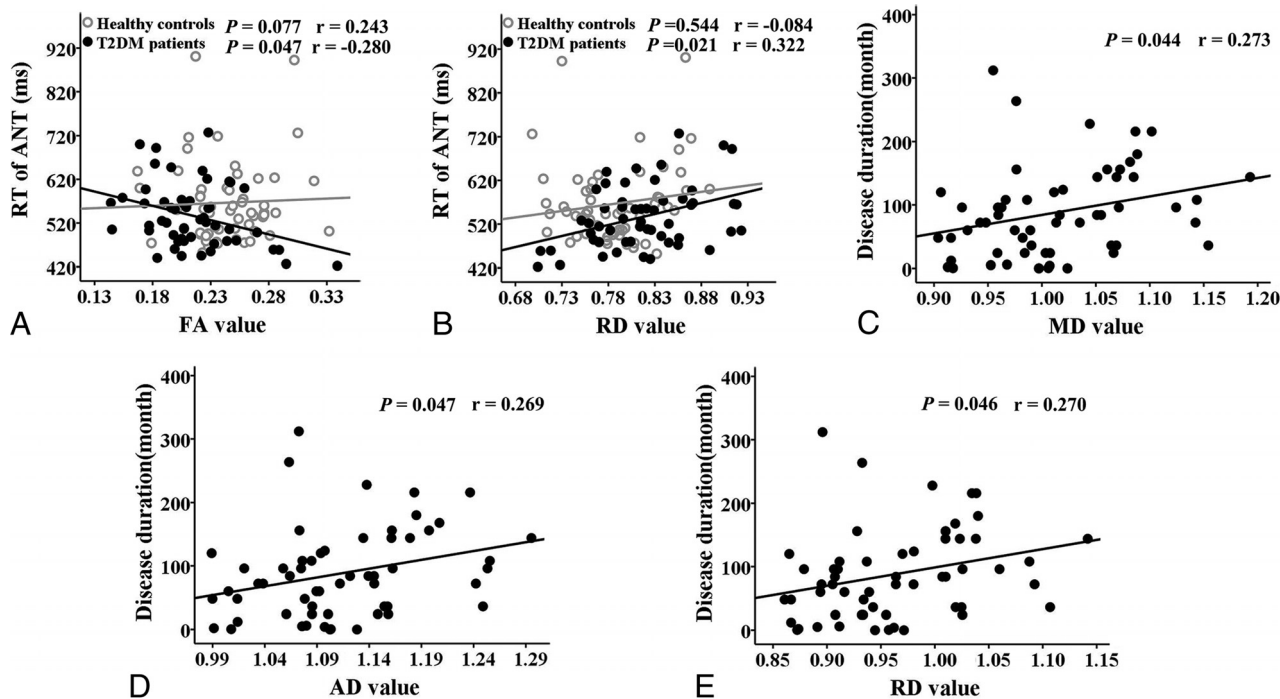 Healthy controls P = 0.077 r = 0.243
T2DM patients P = 0.047 r = -0.280
RT of ANT (ms)
920
820
720
620
520
420
0.13 0.18 0.23 0.28 0.33
A
FA value
Healthy controls P =0.544 r = -0.084
T2DM patients P =0.021 r = 0.322
RT of ANT (ms)
920
820
720
620
520
420
0.68 0.73 0.78 0.83 0.88 0.93
B
RD value
P = 0.044 r = 0.273
Disease duration(month)
400
300
200
100
0
0.90 0.95 1.00 1.05 1.10 1.15 1.20
C
MD value
P = 0.047 r = 0.269
Disease duration(month)
400
300
200
100
0
0.99 1.04 1.09 1.14 1.19 1.24 1.29
D
AD value
P = 0.046 r = 0.270
Disease duration(month)
400
300
200
100
0
0.85 0.90 0.95 1.00 1.05 1.10 1.15
E
RD value